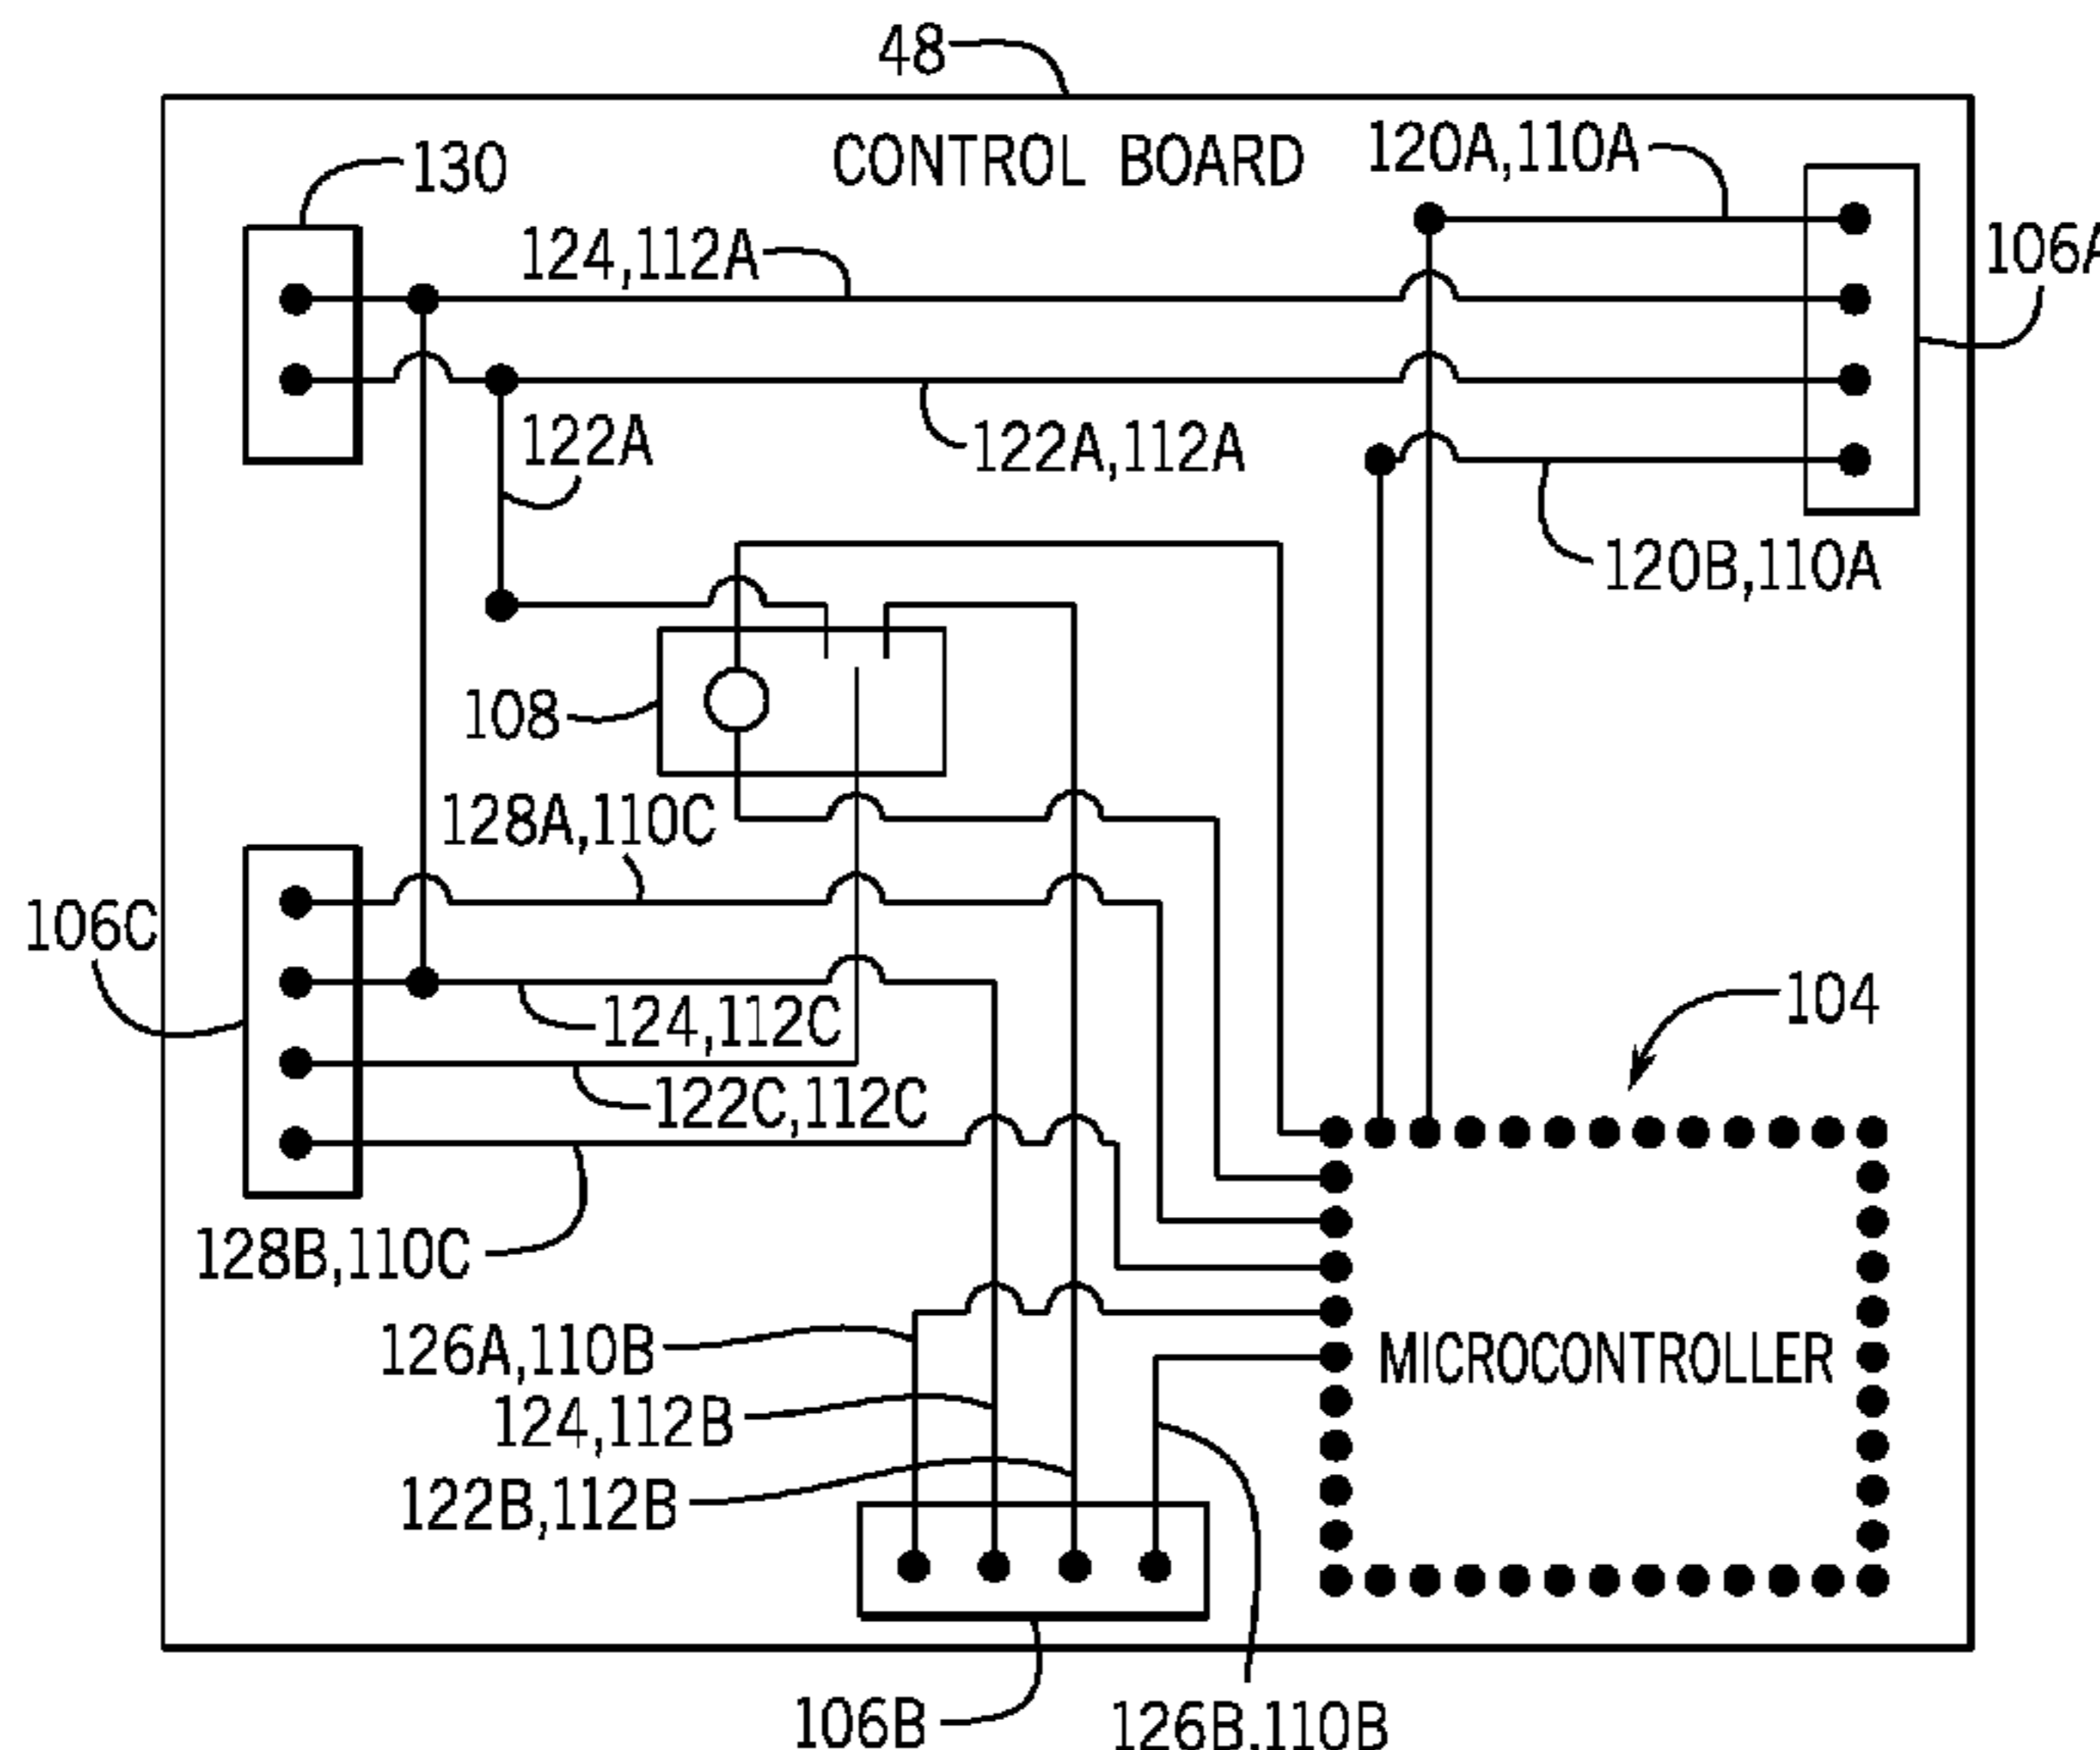 48
CONTROL BOARD
120A,110A
130
124,112A
106A
122A
122A,112A
120B,110A
108
128A,110C
106C
104
124,112C
122C,112C
128B,110C
126A,110B
MICROCONTROLLER
124,112B
122B,112B
106B
126B,110B